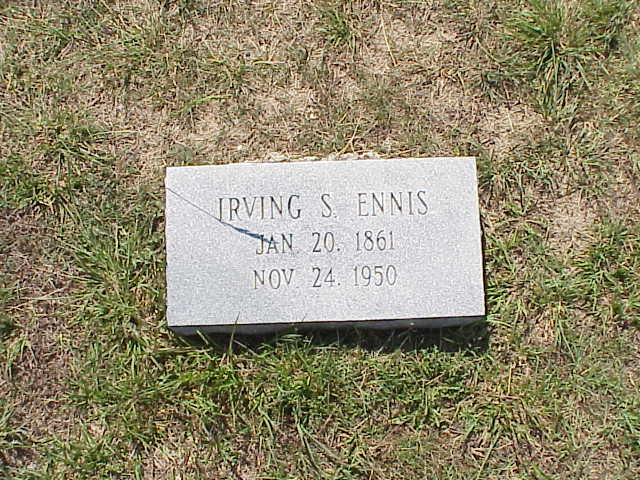 IRVING S. ENNIS
JAN. 20. 1861
NOV. 24. 1950